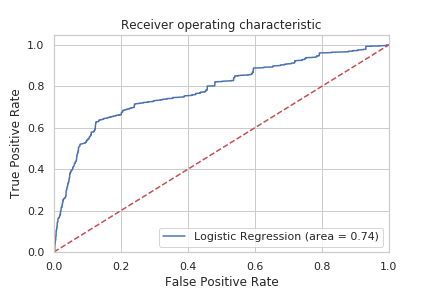 Receiver operating characteristic
True Positive Rate
1.0
0.8
0.6
0.4
0.2
0.0
Logistic Regression (area = 0.74)
0.0 0.2 0.4 0.6 0.8 1.0
False Positive Rate